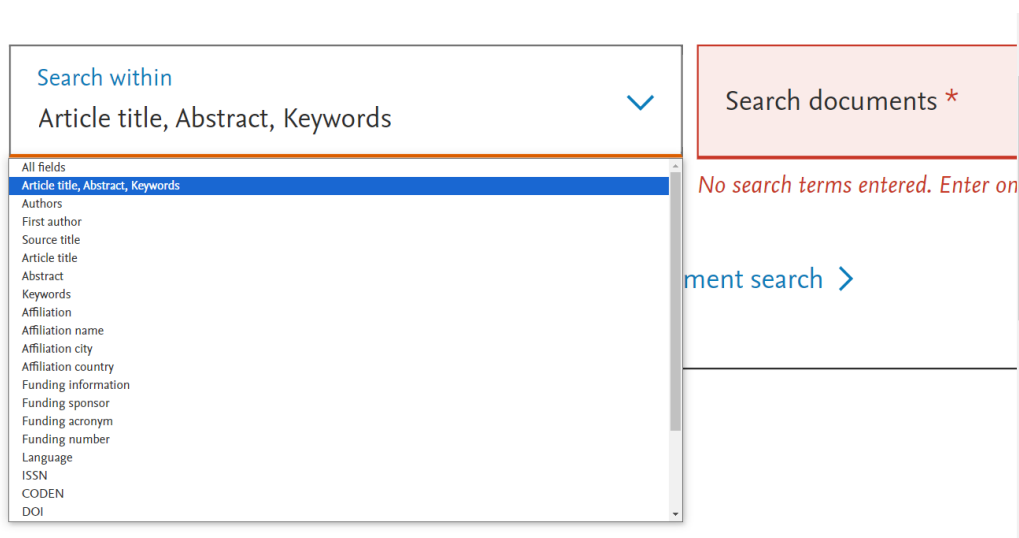 Search within
Article title, Abstract, Keywords
Search documents *
All fields
Article title, Abstract, Keywords
Authors
First author
Source title
Article title
Abstract
Keywords
Affiliation
Affiliation name
Affiliation city
Affiliation country
Funding information
Funding sponsor
Funding acronym
Funding number
Language
ISSN
CODEN
DOI
No search terms entered. Enter on
ment search